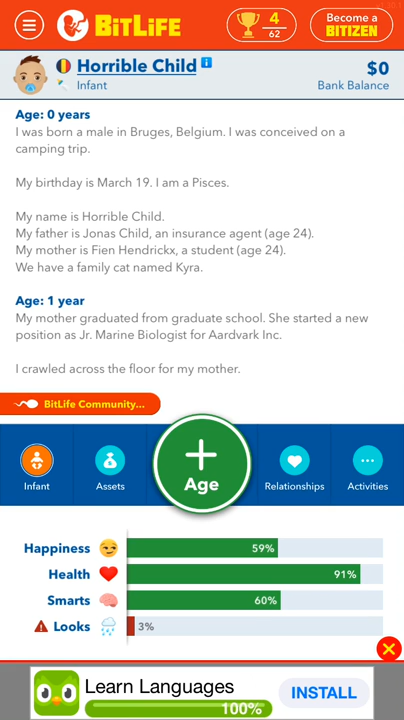 v1.20.1
BITLIFE
4
62
Become a
BITIZEN
Horrible Child
i
$0
Infant
Bank Balance
Age: 0 years
I was born a male in Bruges, Belgium. I was conceived on a
camping trip.
My birthday is March 19. I am a Pisces.
My name is Horrible Child.
My father is Jonas Child, an insurance agent (age 24).
My mother is Fien Hendrickx, a student (age 24).
We have a family cat named Kyra.
Age: 1 year
My mother graduated from graduate school. She started a new
position as Jr. Marine Biologist for Aardvark Inc.
I crawled across the floor for my mother.
BitLife Community...
Infant
Assets
Age
Relationships
Activities
Happiness 59%
Health 91%
Smarts 60%
Looks 3%
Learn Languages
100%
INSTALL